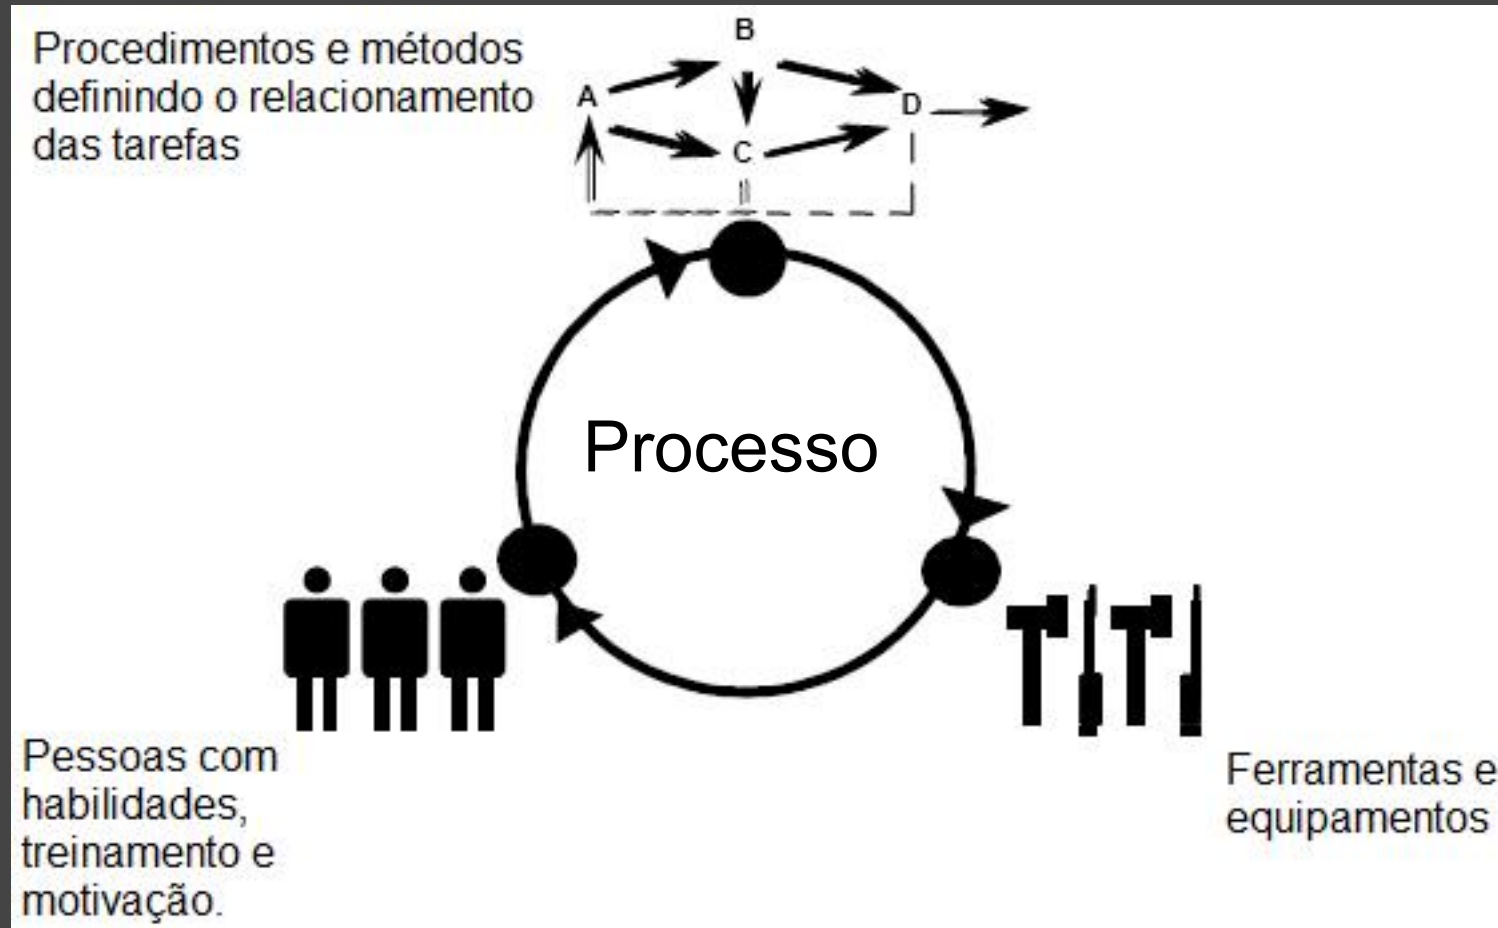 Procedimentos e métodos
definindo o relacionamento
das tarefas
B
A
D
C
Processo
Pessoas com
habilidades,
treinamento e
motivação.
Ferramentas e
equipamentos